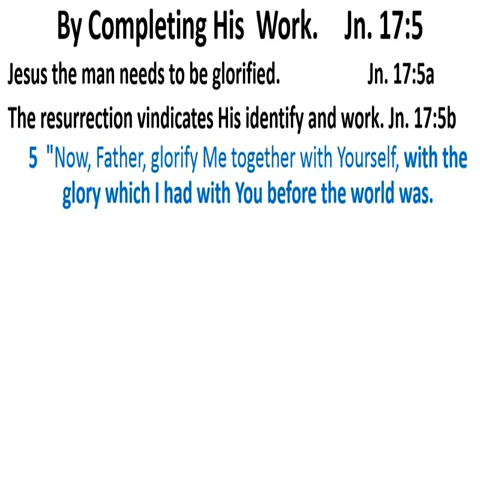 By Completing His Work. Jn. 17:5
Jesus the man needs to be glorified. Jn. 17:5a
The resurrection vindicates His identify and work. Jn. 17:5b
5 "Now, Father, glorify Me together with Yourself, with the
glory which I had with You before the world was.